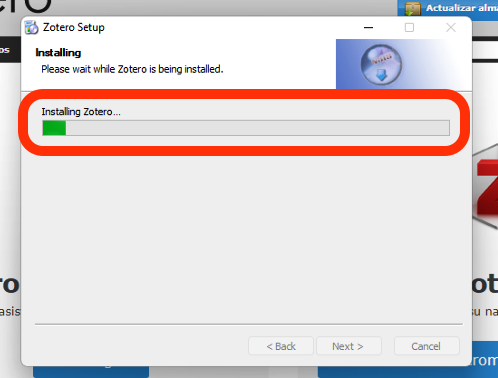 ero
Actualizar alma
Zotero Setup
os
Installing
Please wait while Zotero is being installed.
Installing Zotero...
ro
ot
asis
su na
< Back
Next >
Cancel
rom